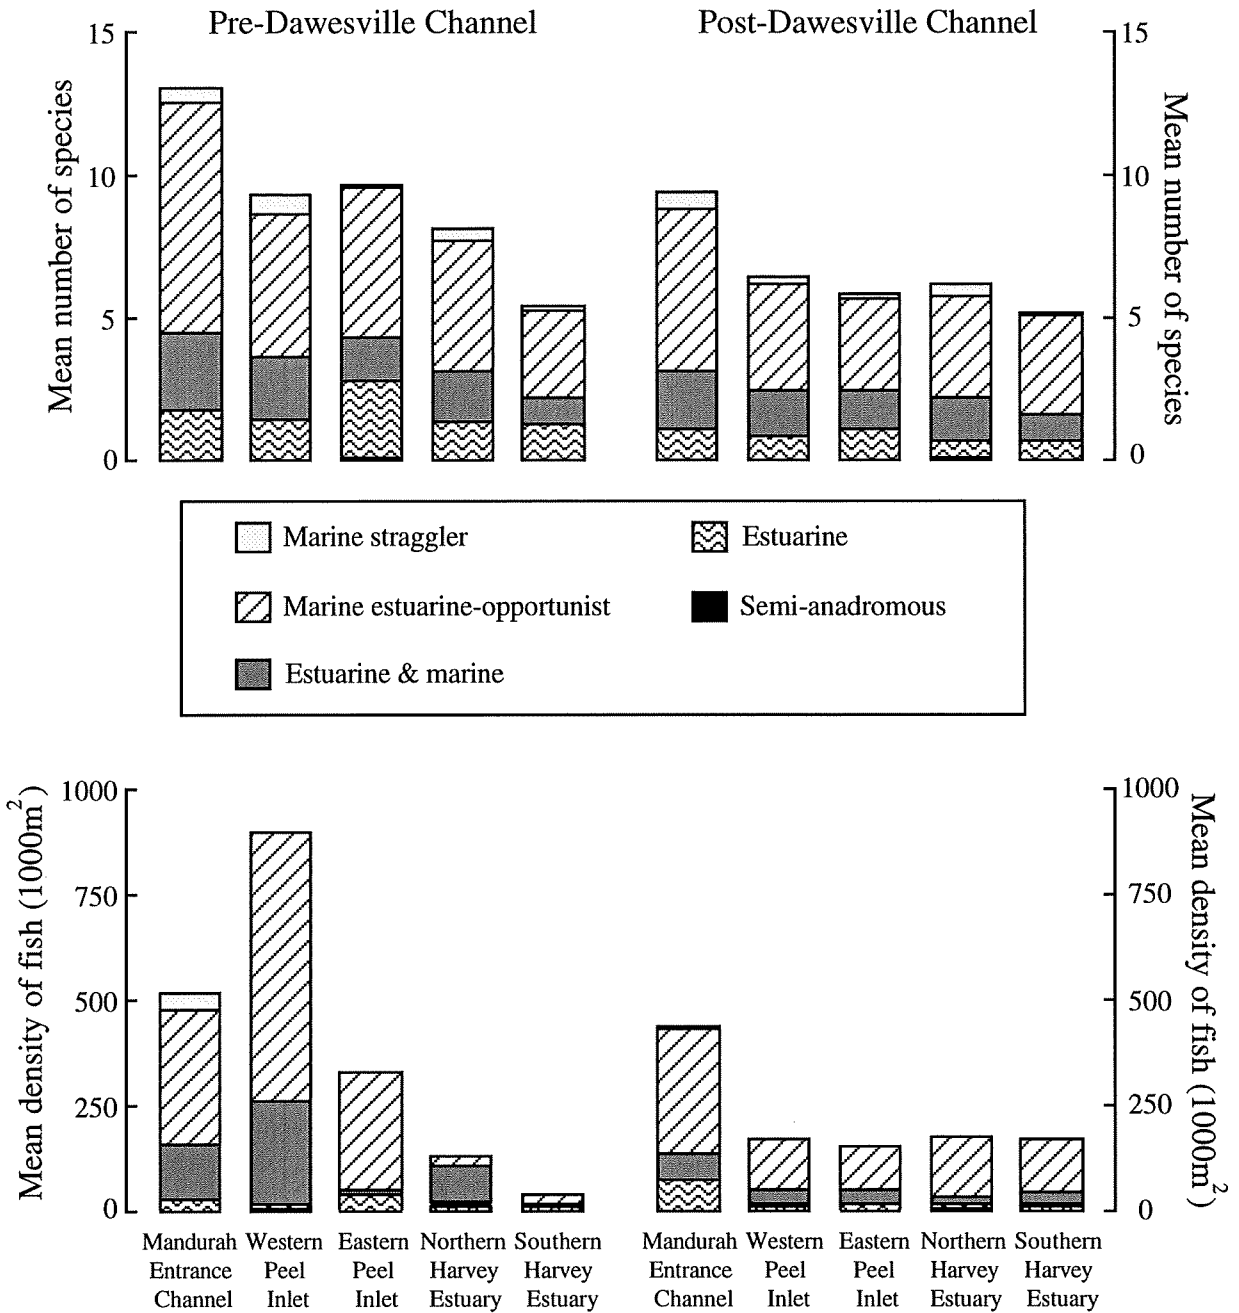 Pre-Dawesville Channel
Post-Dawesville Channel
15
10
5
0
Mean number of species
15
10
5
0
Mean number of species
Marine straggler
Marine estuarine-opportunist
Estuarine & marine
Estuarine
Semi-anadromous
1000
750
500
250
0
Mean density of fish (1000m²)
1000
750
500
250
0
Mean density of fish (1000m²)
Mandurah
Entrance
Channel
Western
Peel
Inlet
Eastern
Peel
Inlet
Northern
Harvey
Estuary
Southern
Harvey
Estuary
Mandurah
Entrance
Channel
Western
Peel
Inlet
Eastern
Peel
Inlet
Northern
Harvey
Estuary
Southern
Harvey
Estuary